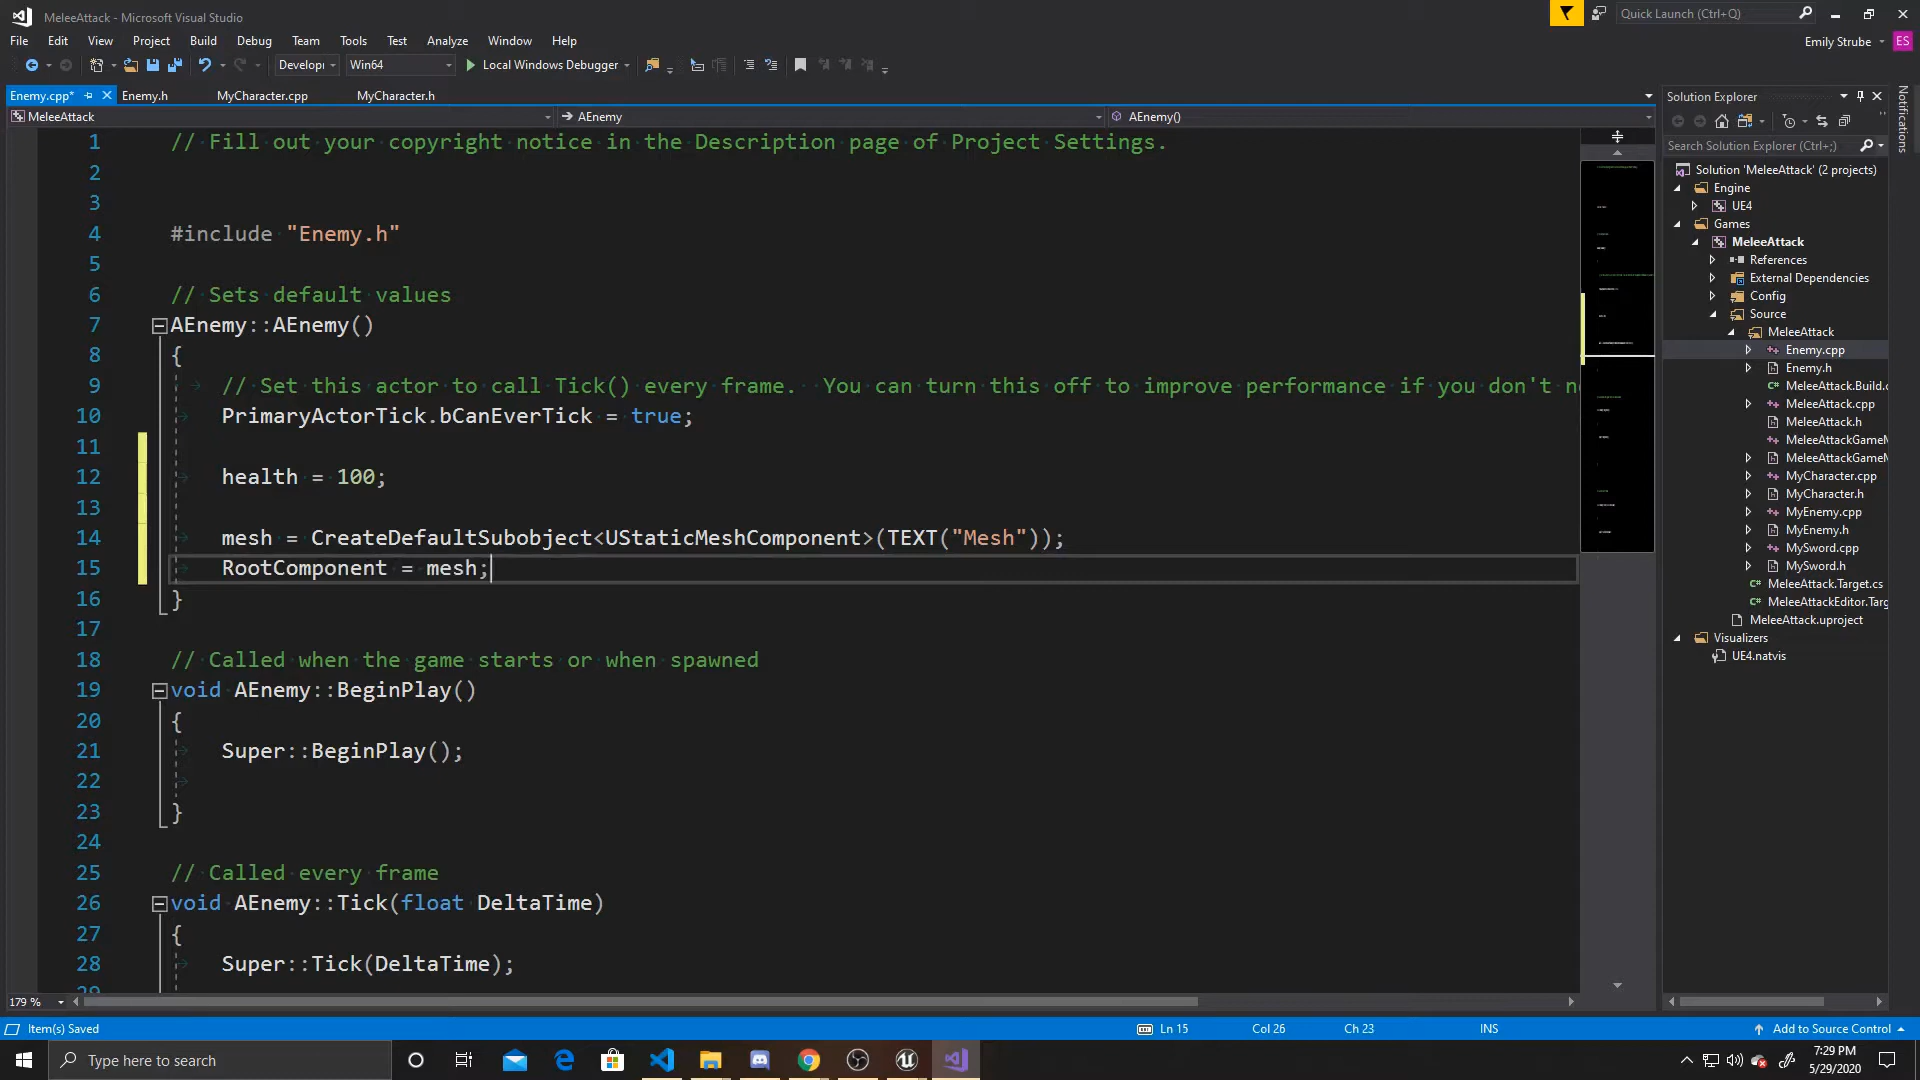 MeleeAttack - Microsoft Visual Studio
Quick Launch (Ctrl+Q)
File Edit View Project Build Debug Team Tools Test Analyze Window Help
Emily Strube ES
Develop Win64 Local Windows Debugger
Enemy.cpp* Enemy.h MyCharacter.cpp MyCharacter.h
MeleeAttack AEnemy AEnemy()
1 // Fill out your copyright notice in the Description page of Project Settings.
2
3
4 #include "Enemy.h"
5
6 // Sets default values
7 AEnemy::AEnemy()
8 {
9 // Set this actor to call Tick() every frame.  You can turn this off to improve performance if you don't n
10 PrimaryActorTick.bCanEverTick = true;
11
12 health = 100;
13
14 mesh = CreateDefaultSubobject<UStaticMeshComponent>(TEXT("Mesh"));
15 RootComponent = mesh;
16 }
17
18 // Called when the game starts or when spawned
19 void AEnemy::BeginPlay()
20 {
21 Super::BeginPlay();
22
23 }
24
25 // Called every frame
26 void AEnemy::Tick(float DeltaTime)
27 {
28 Super::Tick(DeltaTime);
29
179 %
Solution Explorer
Search Solution Explorer (Ctrl+;)
Solution 'MeleeAttack' (2 projects)
Engine
UE4
Games
MeleeAttack
References
External Dependencies
Config
Source
MeleeAttack
Enemy.cpp
Enemy.h
MeleeAttack.Build.c
MeleeAttack.cpp
MeleeAttack.h
MeleeAttackGameM
MeleeAttackGameM
MyCharacter.cpp
MyCharacter.h
MyEnemy.cpp
MyEnemy.h
MySword.cpp
MySword.h
MeleeAttack.Target.cs
MeleeAttackEditor.Targ
MeleeAttack.uproject
Visualizers
UE4.natvis
Notifications
Item(s) Saved Ln 15 Col 26 Ch 23 INS Add to Source Control
Type here to search
7:29 PM
5/29/2020